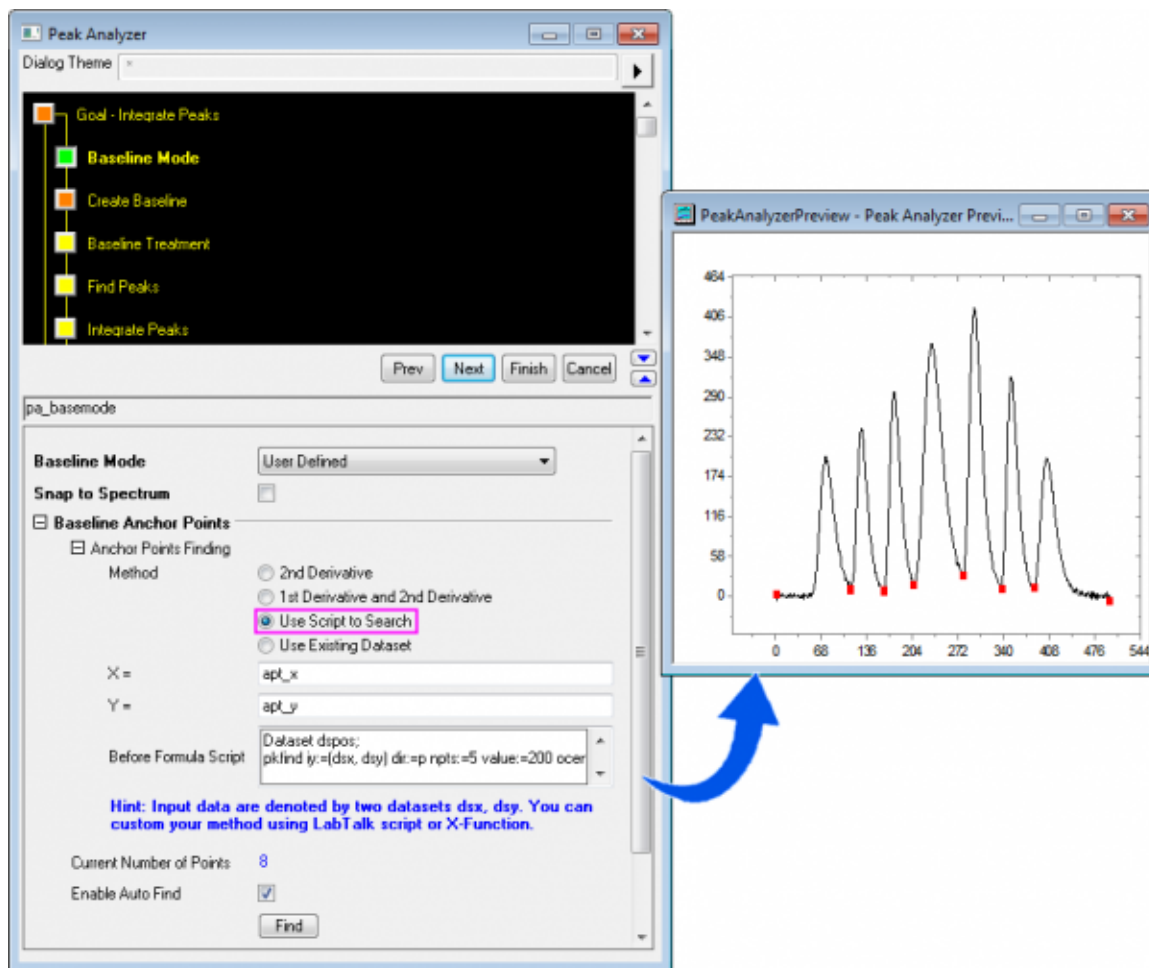 Peak Analyzer
Dialog Theme *
Goal - Integrate Peaks
Baseline Mode
Create Baseline
Baseline Treatment
Find Peaks
Integrate Peaks
Prev Next Finish Cancel
pa_basemode
Baseline Mode User Defined
Snap to Spectrum
Baseline Anchor Points
Anchor Points Finding
Method 2nd Derivative
1st Derivative and 2nd Derivative
Use Script to Search
Use Existing Dataset
X = apt_x
Y = apt_y
Before Formula Script Dataset dspos;
pkfind iy:=(dsx, dsy) dir:=p npts:=5 value:=200 ocer
Hint: Input data are denoted by two datasets dsx, dsy. You can
custom your method using LabTalk script or X-Function.
Current Number of Points 8
Enable Auto Find
Find
PeakAnalyzerPreview - Peak Analyzer Previ...
464
406
348
290
232
174
116
58
0
0 68 136 204 272 340 408 476 544